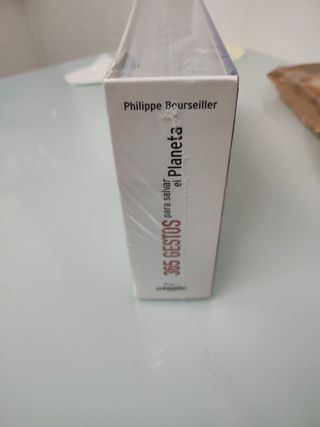 Philippe Bourseiller
365 GESTOS para salvar
el Planeta